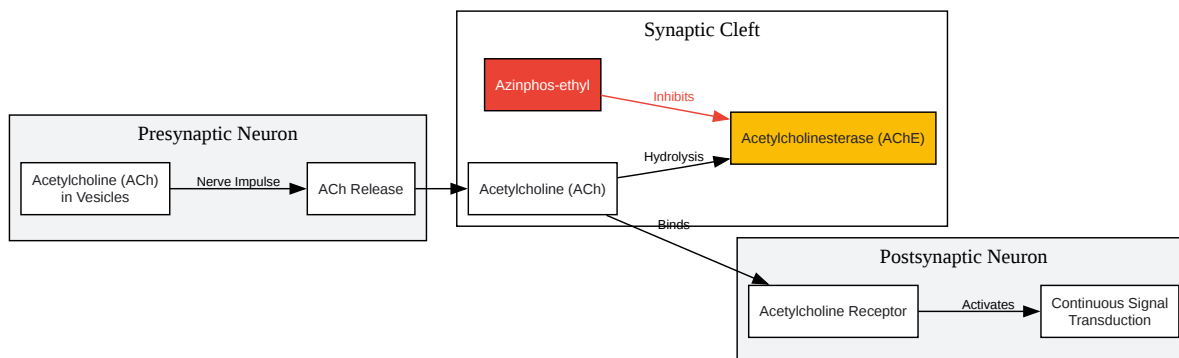 Synaptic Cleft
Azinphos-ethyl
Inhibits
Acetylcholinesterase (AChE)
Presynaptic Neuron
Acetylcholine (ACh)
in Vesicles
Nerve Impulse
ACh Release
Acetylcholine (ACh)
Hydrolysis
Binds
Postsynaptic Neuron
Acetylcholine Receptor
Activates
Continuous Signal
Transduction